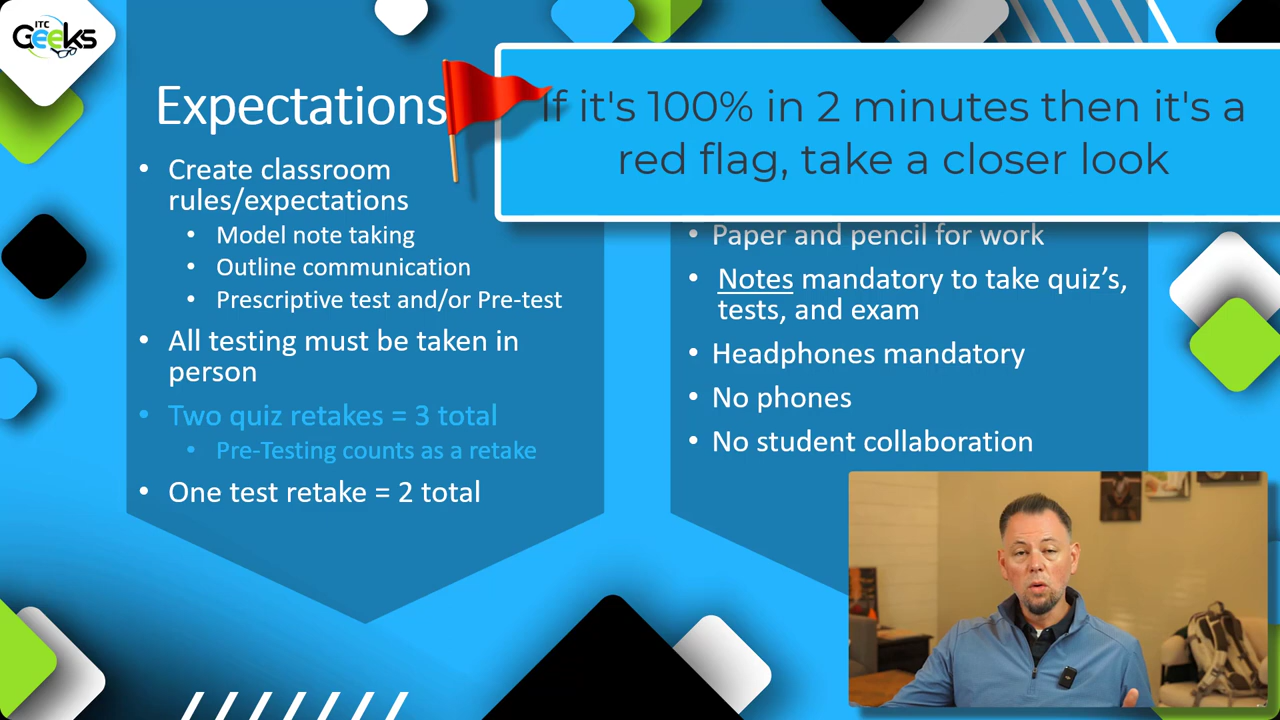 ITC
GeeKs
If it's 100% in 2 minutes then it's a
red flag, take a closer look
Expectations
• Create classroom
rules/expectations
• Model note taking
• Outline communication
• Prescriptive test and/or Pre-test
• All testing must be taken in
person
• Two quiz retakes = 3 total
• Pre-Testing counts as a retake
• One test retake = 2 total
• Paper and pencil for work
• Notes mandatory to take quiz’s,
tests, and exam
• Headphones mandatory
• No phones
• No student collaboration